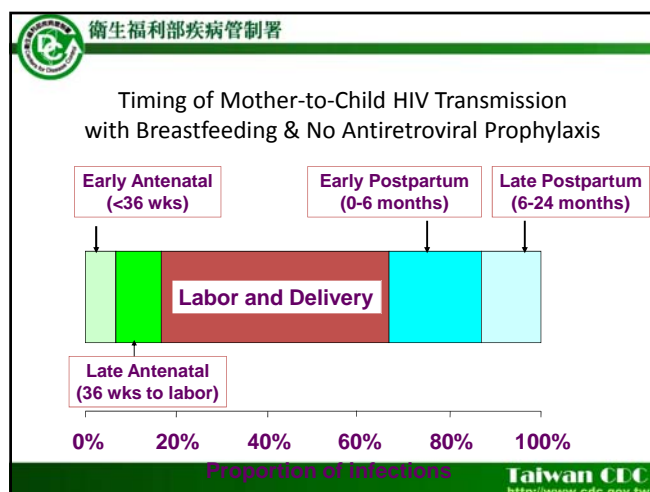 衛生福利部疾病管制署
Timing of Mother-to-Child HIV Transmission
with Breastfeeding & No Antiretroviral Prophylaxis
Early Antenatal
(<36 wks)
Early Postpartum
(0-6 months)
Late Postpartum
(6-24 months)
Labor and Delivery
Late Antenatal
(36 wks to labor)
0% 20% 40% 60% 80% 100%
Proportion of infections
Taiwan CDC